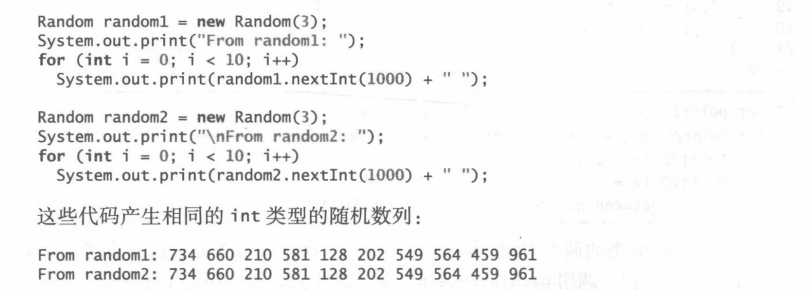 Random random1 = new Random(3);
System.out.print("From random1: ");
for (int i = 0; i < 10; i++)
  System.out.print(random1.nextInt(1000) + " ");

Random random2 = new Random(3);
System.out.print("\nFrom random2: ");
for (int i = 0; i < 10; i++)
  System.out.print(random2.nextInt(1000) + " ");

这些代码产生相同的 int 类型的随机数列：

From random1: 734 660 210 581 128 202 549 564 459 961
From random2: 734 660 210 581 128 202 549 564 459 961